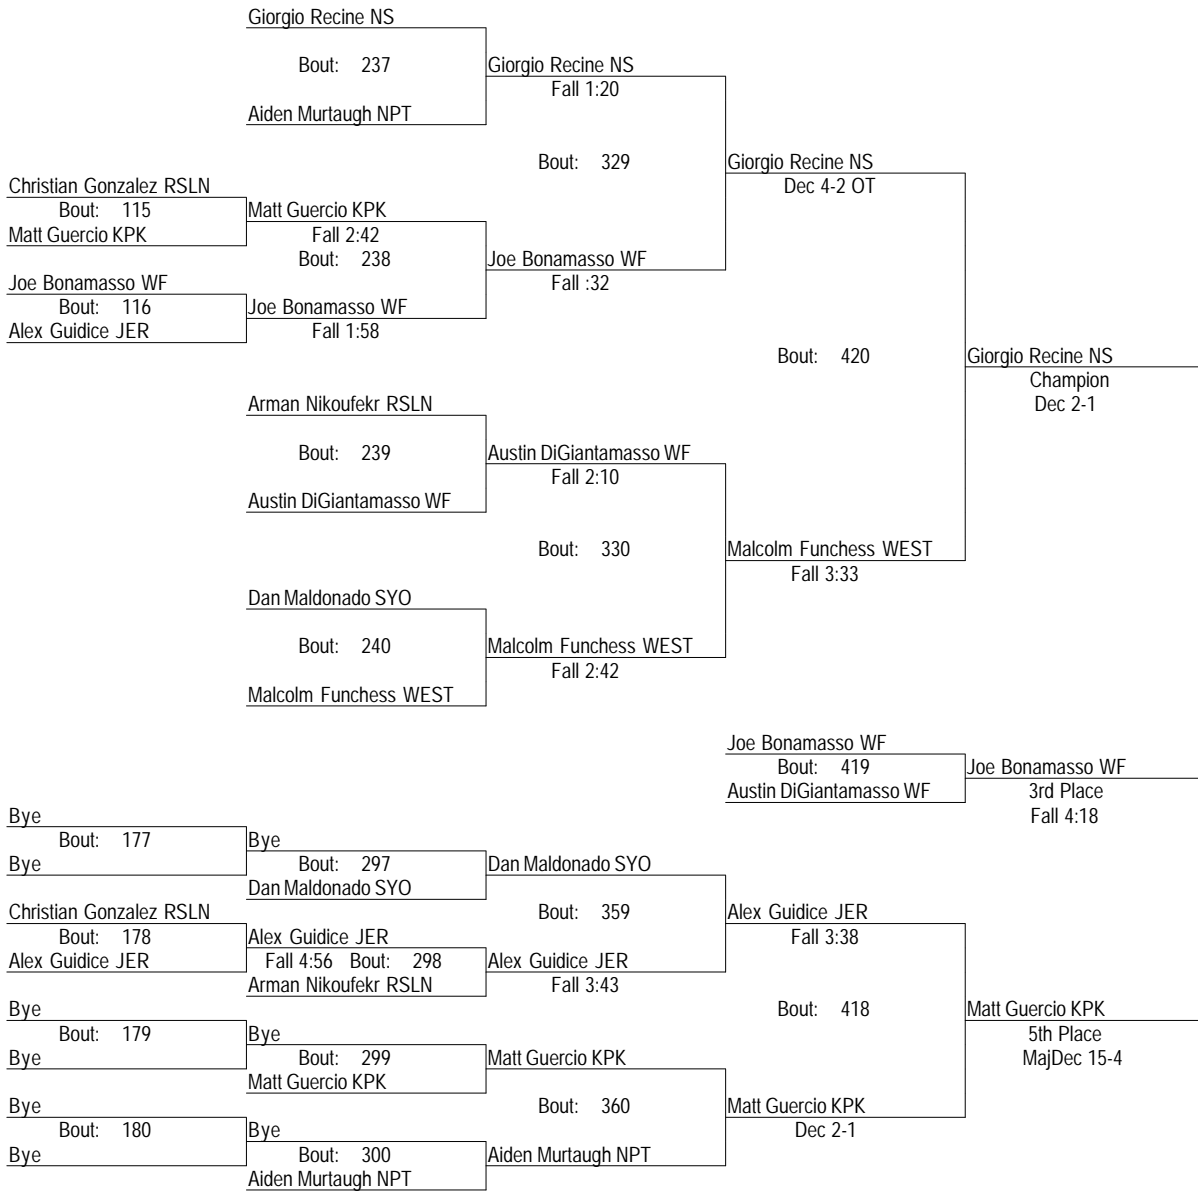 Giorgio Recine NS
Bout: 237
Giorgio Recine NS
Fall 1:20
Aiden Murtaugh NPT
Bout: 329
Giorgio Recine NS
Dec 4-2 OT
Christian Gonzalez RSLN
Bout: 115
Matt Guercio KPK
Matt Guercio KPK
Fall 2:42
Bout: 238
Joe Bonamasso WF
Fall :32
Joe Bonamasso WF
Bout: 116
Alex Guidice JER
Joe Bonamasso WF
Fall 1:58
Bout: 420
Giorgio Recine NS
Champion
Dec 2-1
Arman Nikoufekr RSLN
Bout: 239
Austin DiGiantamasso WF
Fall 2:10
Austin DiGiantamasso WF
Bout: 330
Malcolm Funchess WEST
Fall 3:33
Dan Maldonado SYO
Bout: 240
Malcolm Funchess WEST
Fall 2:42
Malcolm Funchess WEST
Joe Bonamasso WF
Bout: 419
Austin DiGiantamasso WF
Joe Bonamasso WF
3rd Place
Fall 4:18
Bye
Bout: 177
Bye
Bye
Bout: 297
Dan Maldonado SYO
Dan Maldonado SYO
Christian Gonzalez RSLN
Bout: 178
Alex Guidice JER
Alex Guidice JER
Fall 4:56 Bout: 298
Arman Nikoufekr RSLN
Bout: 359
Alex Guidice JER
Fall 3:43
Alex Guidice JER
Fall 3:38
Bye
Bout: 179
Bye
Bye
Bout: 299
Matt Guercio KPK
Matt Guercio KPK
Bout: 418
Matt Guercio KPK
5th Place
MajDec 15-4
Bye
Bout: 180
Bye
Bye
Bout: 300
Aiden Murtaugh NPT
Bout: 360
Aiden Murtaugh NPT
Matt Guercio KPK
Dec 2-1